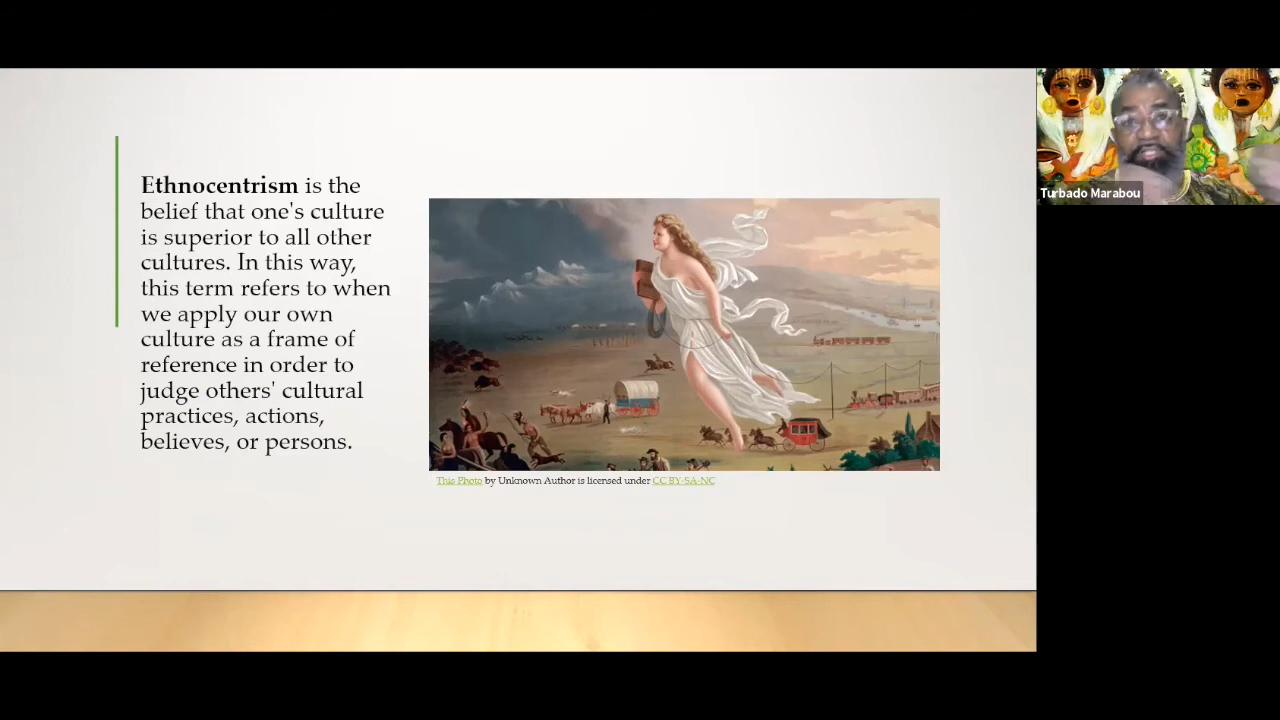 Ethnocentrism is the
belief that one's culture
is superior to all other
cultures. In this way,
this term refers to when
we apply our own
culture as a frame of
reference in order to
judge others' cultural
practices, actions,
believes, or persons.
This Photo by Unknown Author is licensed under CC BY-SA-NC
Turbado Marabou